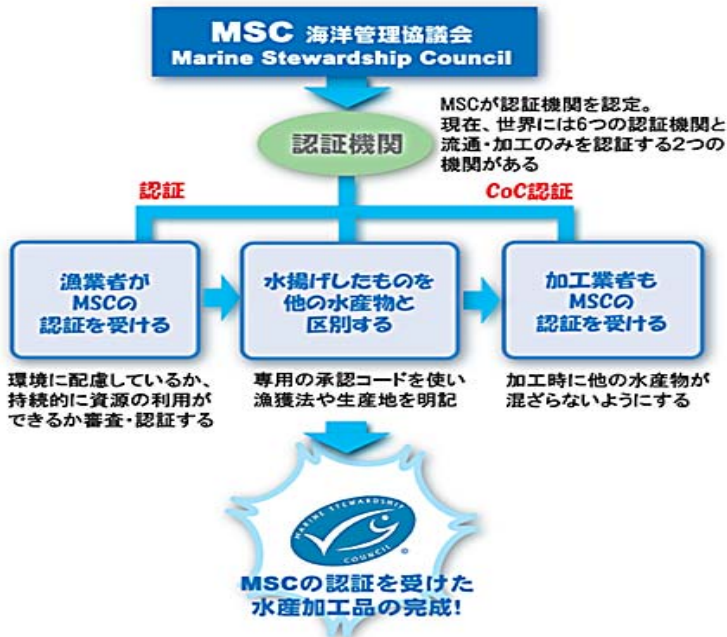 MSC 海洋管理協議会
Marine Stewardship Council
MSCが認証機関を認定。
現在、世界には6つの認証機関と
流通・加工のみを認証する2つの
機関がある
認証機関
認証
CoC認証
漁業者が
MSCの
認証を受ける
環境に配慮しているか、
持続的に資源の利用が
できるか審査・認証する
水揚げしたものを
他の水産物と
区別する
専用の承認コードを使い
漁獲法や生産地を明記
加工業者も
MSCの
認証を受ける
加工時に他の水産物が
混ざらないようにする
MARINE STEWARDSHIP
COUNCIL
®
MSCの認証を受けた
水産加工品の完成!